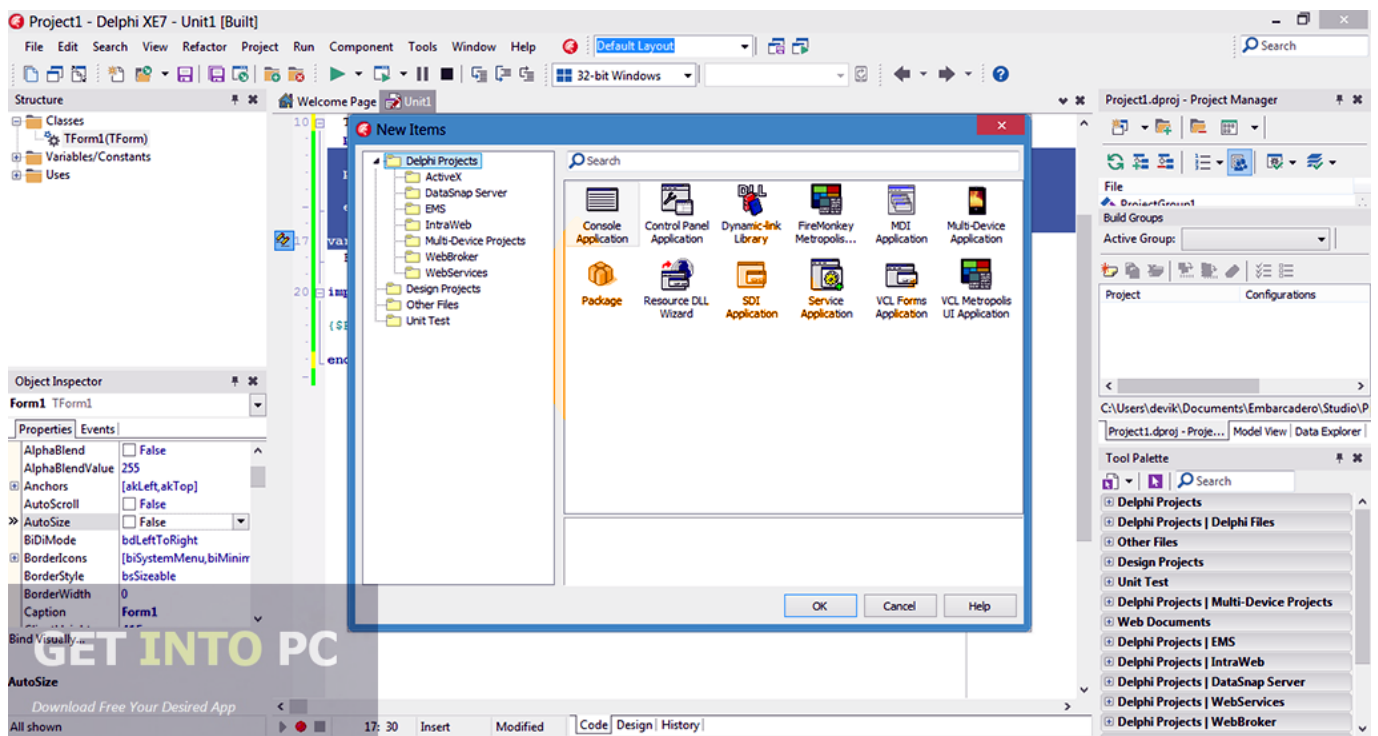 Project1 - Delphi XE7 - Unit1 [Built]
File Edit Search View Refactor Project Run Component Tools Window Help
Default Layout
Search
32-bit Windows
Structure
Classes
TForm1(TForm)
Variables/Constants
Uses
Welcome Page
Unit1
10
17
var
20
end
New Items
Delphi Projects
ActiveX
DataSnap Server
EMS
IntraWeb
Multi-Device Projects
WebBroker
WebServices
Design Projects
Other Files
Unit Test
Search
Console Application
Control Panel Application
Dynamic-link Library
FireMonkey Metropolis...
MDI Application
Multi-Device Application
Package
Resource DLL Wizard
SDI Application
Service Application
VCL Forms Application
VCL Metropolis UI Application
OK
Cancel
Help
Object Inspector
Form1 TForm1
Properties Events
AlphaBlend False
AlphaBlendValue 255
Anchors [akLeft,akTop]
AutoScroll False
AutoSize False
BiDiMode bdLeftToRight
BorderIcons [biSystemMenu,biMinim
BorderStyle bsSizeable
BorderWidth 0
Caption Form1
Bind Visually...
GET INTO PC
AutoSize
Download Free Your Desired App
All shown
17: 30 Insert Modified
Code Design History
Project1.dproj - Project Manager
File
ProjectGroup1
Build Groups
Active Group:
Project Configurations
C:\Users\devik\Documents\Embarcadero\Studio\P
Project1.dproj - Proje... Model View Data Explorer
Tool Palette
Search
Delphi Projects
Delphi Projects | Delphi Files
Other Files
Design Projects
Unit Test
Delphi Projects | Multi-Device Projects
Web Documents
Delphi Projects | EMS
Delphi Projects | IntraWeb
Delphi Projects | DataSnap Server
Delphi Projects | WebServices
Delphi Projects | WebBroker